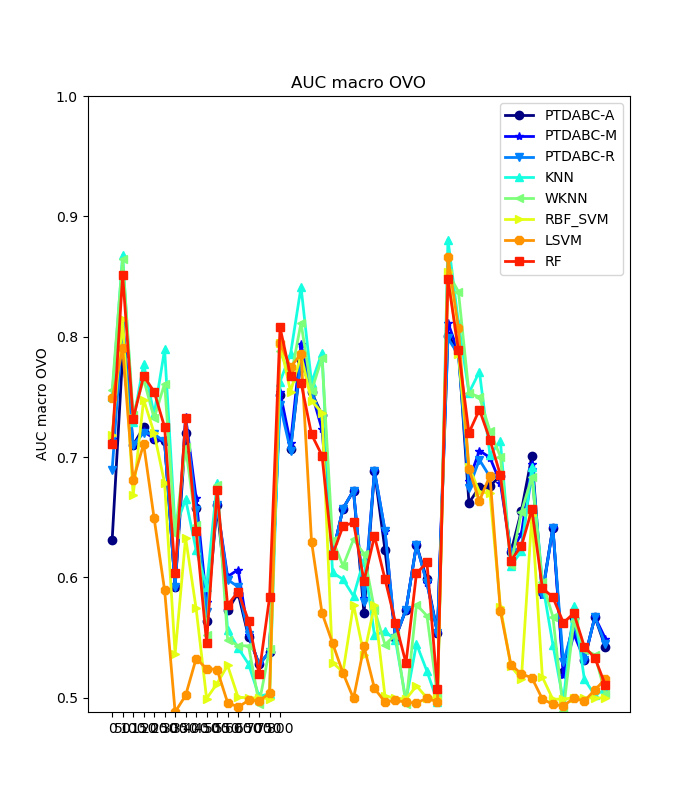 AUC macro OVO
1.0
0.9
0.8
0.7
0.6
0.5
AUC macro OVO
PTDABC-A
PTDABC-M
PTDABC-R
KNN
WKNN
RBF_SVM
LSVM
RF